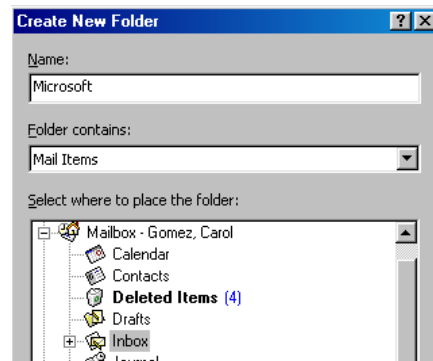 Create New Folder
Name:
Microsoft
Folder contains:
Mail Items
Select where to place the folder:
Mailbox - Gomez, Carol
Calendar
Contacts
Deleted Items (4)
Drafts
Inbox
Journal